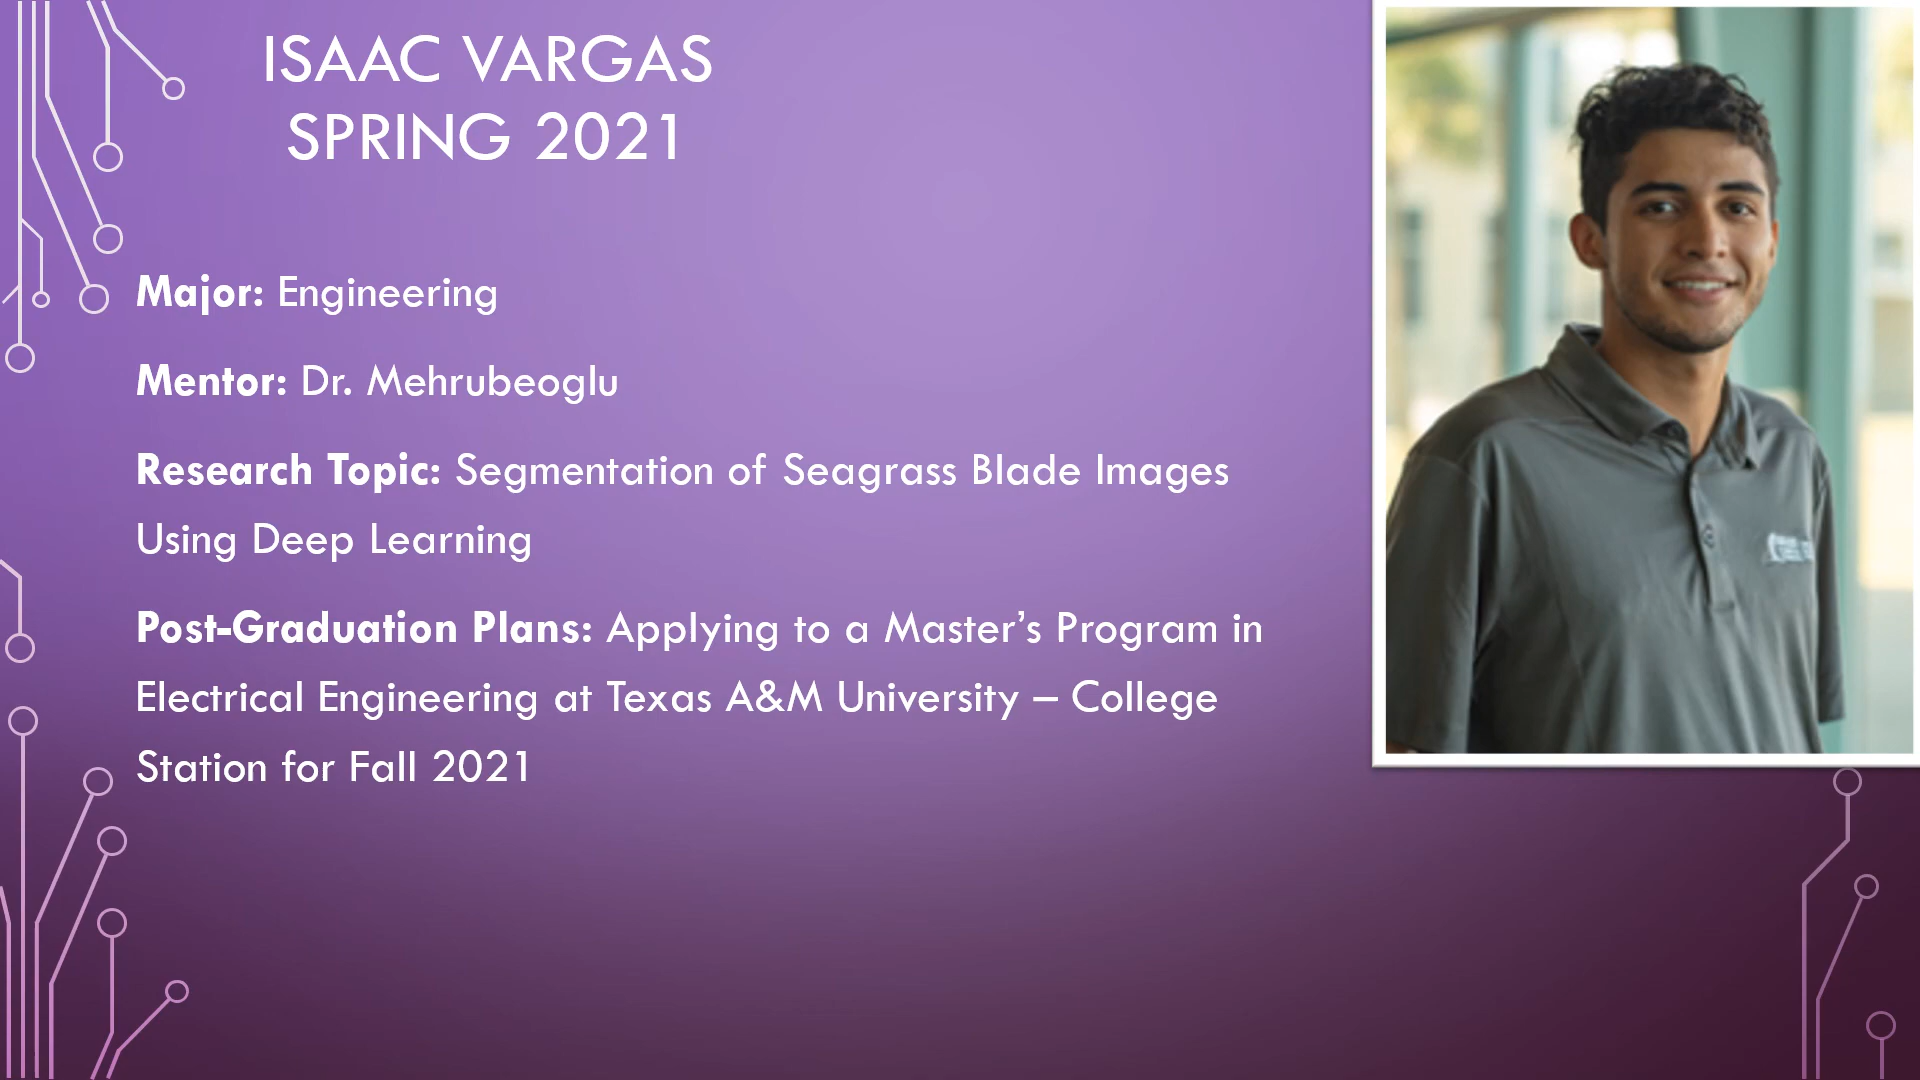 ISAAC VARGAS
SPRING 2021
Major: Engineering
Mentor: Dr. Mehrubeoglu
Research Topic: Segmentation of Seagrass Blade Images
Using Deep Learning
Post-Graduation Plans: Applying to a Master’s Program in
Electrical Engineering at Texas A&M University – College
Station for Fall 2021